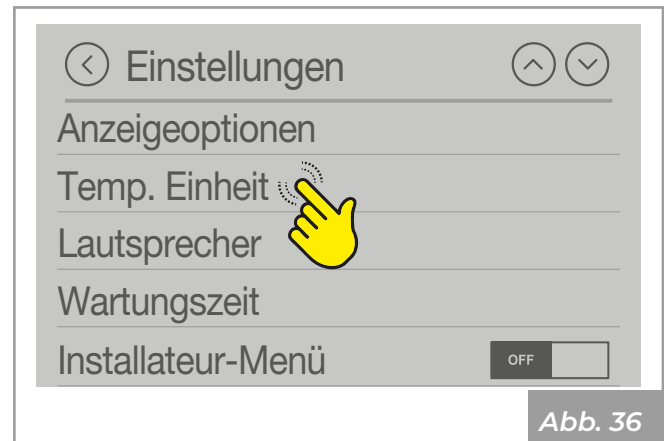 Einstellungen
Anzeigeoptionen
Temp. Einheit
Lautsprecher
Wartungszeit
Installateur-Menü OFF
Abb. 36